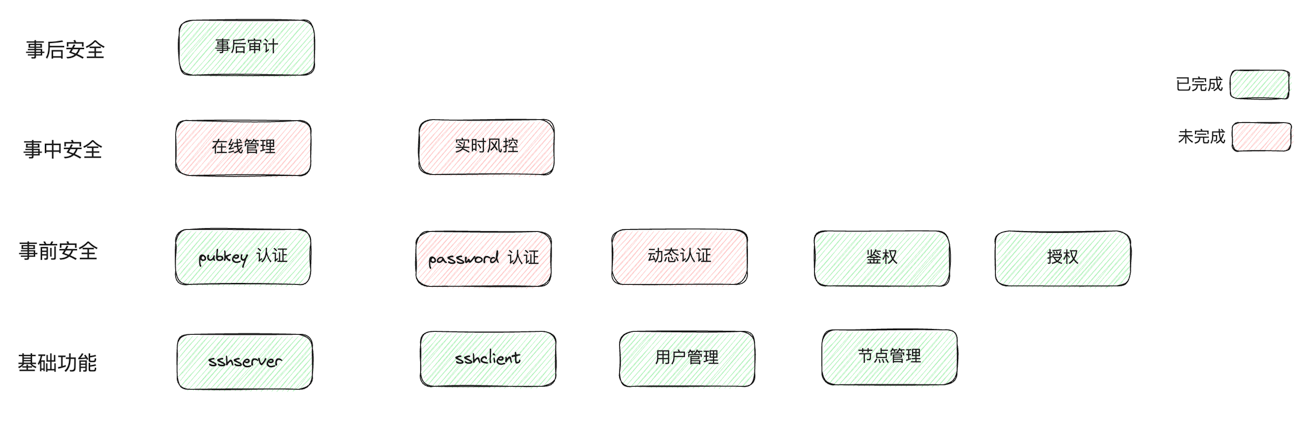 事后安全
事后审计
已完成
事中安全
在线管理
实时风控
未完成
事前安全
pubkey 认证
password 认证
动态认证
鉴权
授权
基础功能
sshserver
sshclient
用户管理
节点管理